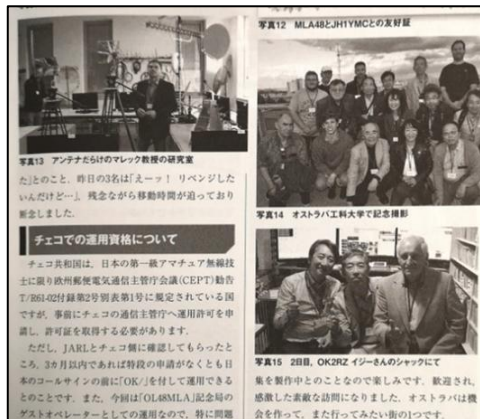 写真13　アンテナだらけのマレック教授の研究室
た」とのこと、昨日の3名は「えーッ！ リベンジした
いんだけど…」、残念ながら移動時間が迫っており
断念しました.
チェコでの運用資格について
チェコ共和国は、日本の第一級アマチュア無線技
士に限り欧州郵便電気通信主管庁会議(CEPT)勧告
T/R61-02付録第2号別表第1号に規定されている国
ですが、事前にチェコの通信主管庁へ運用許可を申
請し、許可証を取得する必要があります.
ただし、JARLとチェコ側に確認してもらったと
ころ、3カ月以内であれば特段の申請がなくとも日
本のコールサインの前に「OK/」を付して運用できる
とのことです. また、今回は「OL48MLA」記念局の
ゲストオペレーターとしての運用なので、特に問題
写真12　MLA48とJH1YMCとの友好証
写真14　オストラバ工科大学で記念撮影
写真15　2日目，OK2RZ イジーさんのシャックにて
集を製作中とのことなので楽しみです. 歓迎され，
感激した素敵な訪問になりました. オストラバは機
会を作って，また行ってみたい街の1つです.